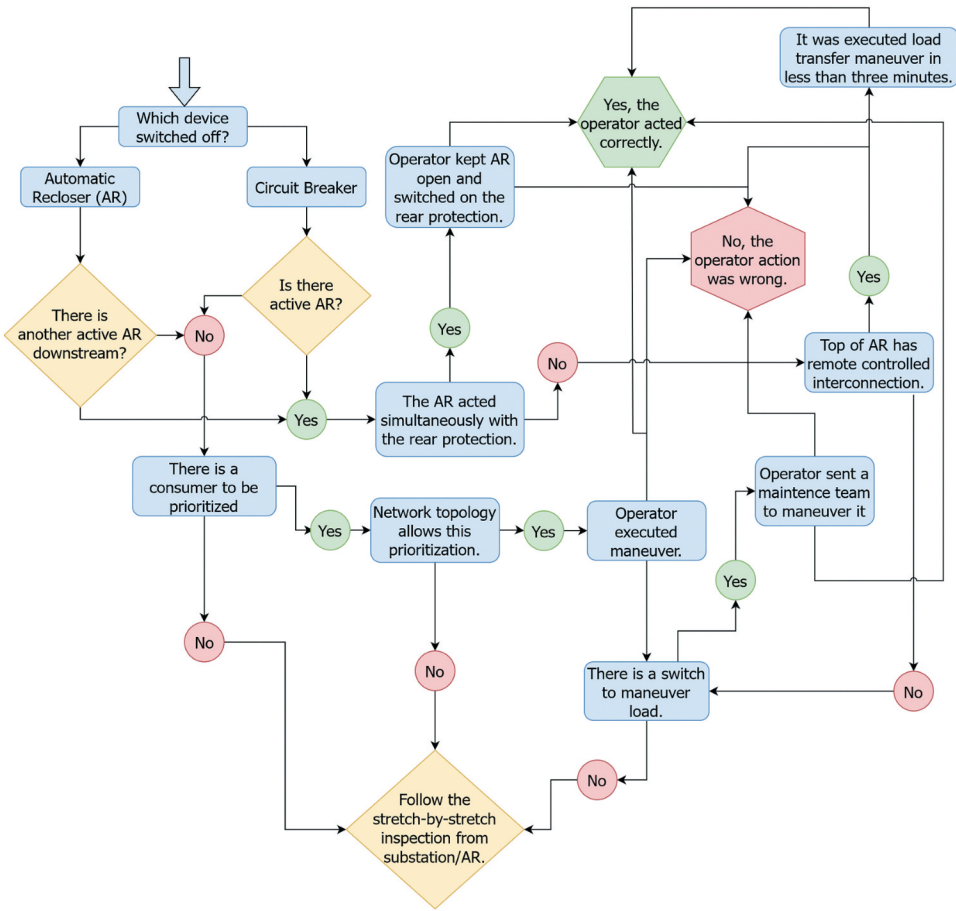 Which device
switched off?
Automatic
Recloser (AR)
Circuit Breaker
There is
another active AR
downstream?
Is there
active AR?
No
Yes
Operator kept AR
open and
switched on the
rear protection.
Yes
The AR acted
simultaneously with
the rear protection.
No
Yes, the
operator acted
correctly.
No, the
operator action
was wrong.
It was executed load
transfer maneuver in
less than three minutes.
Yes
Top of AR has
remote controlled
interconnection.
There is a
consumer to be
prioritized
Yes
Network topology
allows this
prioritization.
Yes
Operator
executed
maneuver.
Operator sent a
maintence team
to maneuver it
Yes
No
No
There is a switch
to maneuver
load.
No
No
Follow the
stretch-by-stretch
inspection from
substation/AR.